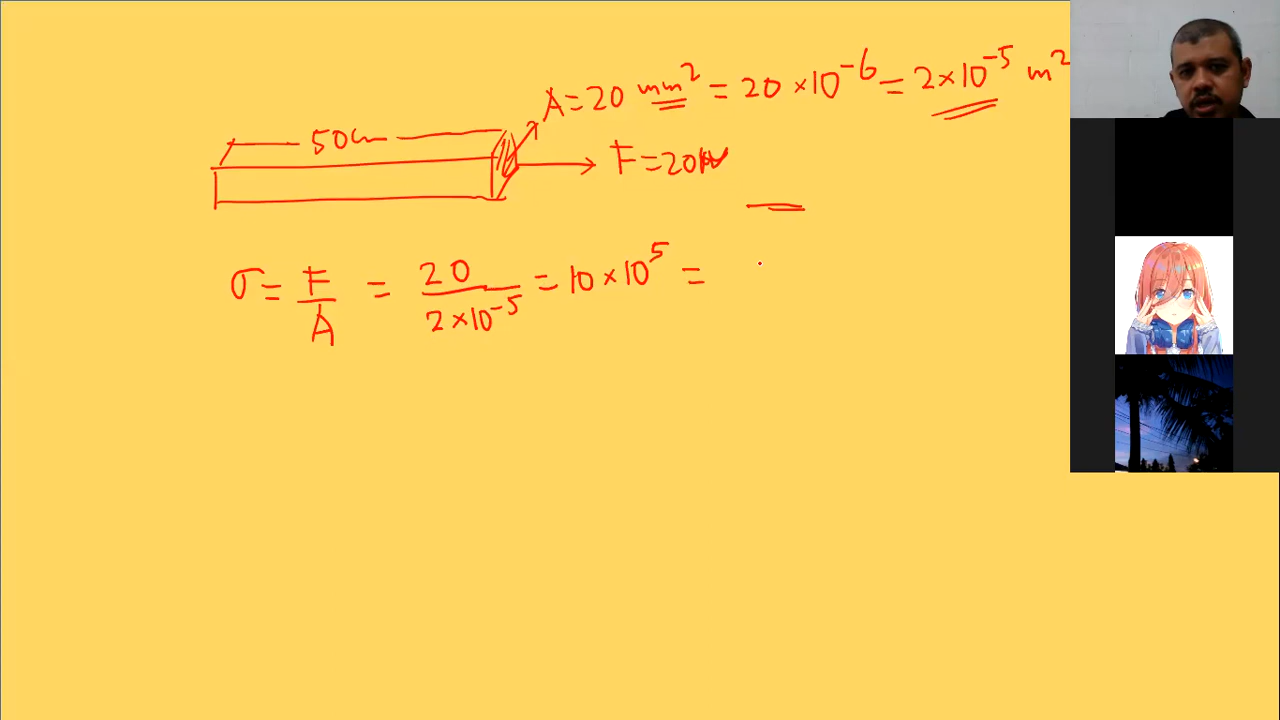 A = 20 mm² = 20 × 10⁻⁶ = 2 × 10⁻⁵ m²
50cm
F = 20N
σ = F/A = 20/(2 × 10⁻⁵) = 10 × 10⁵ =